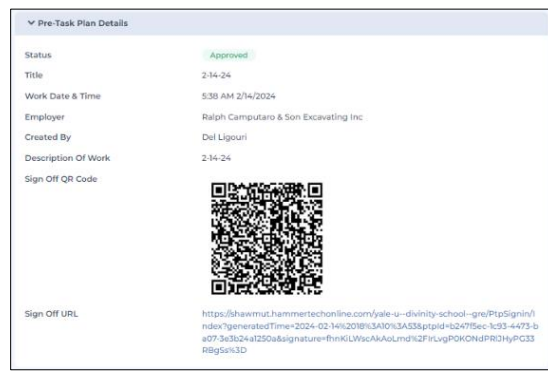 Pre-Task Plan Details
Status Approved
Title 2-14-24
Work Date & Time 5:38 AM 2/14/2024
Employer Ralph Camputaro & Son Excavating Inc
Created By Del Ligouri
Description Of Work 2-14-24
Sign Off QR Code
Sign Off URL https://shawmut.hammertechonline.com/yale-u--divinity-school--gre/PtpSignin/I
ndex?generatedTime=2024-02-14%2018%3A10%3A53&ptpId=b247f5ec-1c93-4473-b
a07-3e3b24a1250a&signature=fhnKiLWscAkAoLmd%2FIrLvgP0KONdPRIJHyPG33
RBgSs%3D